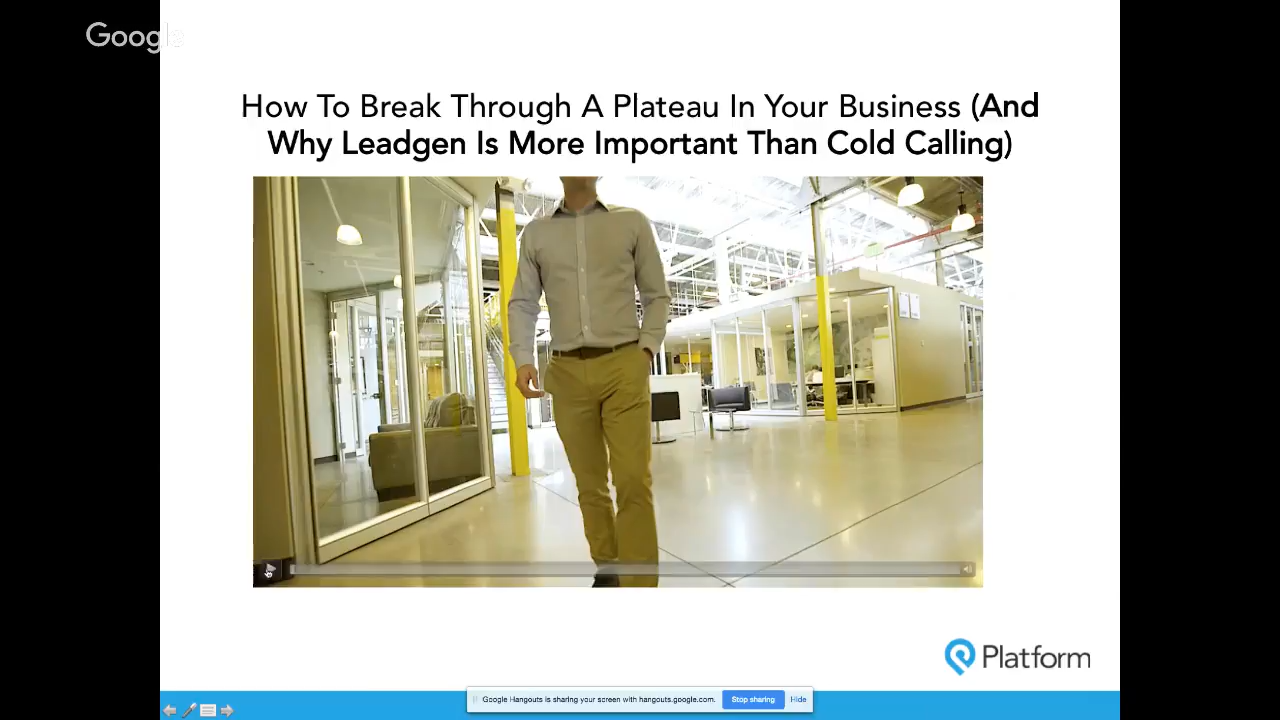 Google
How To Break Through A Plateau In Your Business (And
Why Leadgen Is More Important Than Cold Calling)
Platform
Google Hangouts is sharing your screen with hangouts.google.com.
Stop sharing
Hide